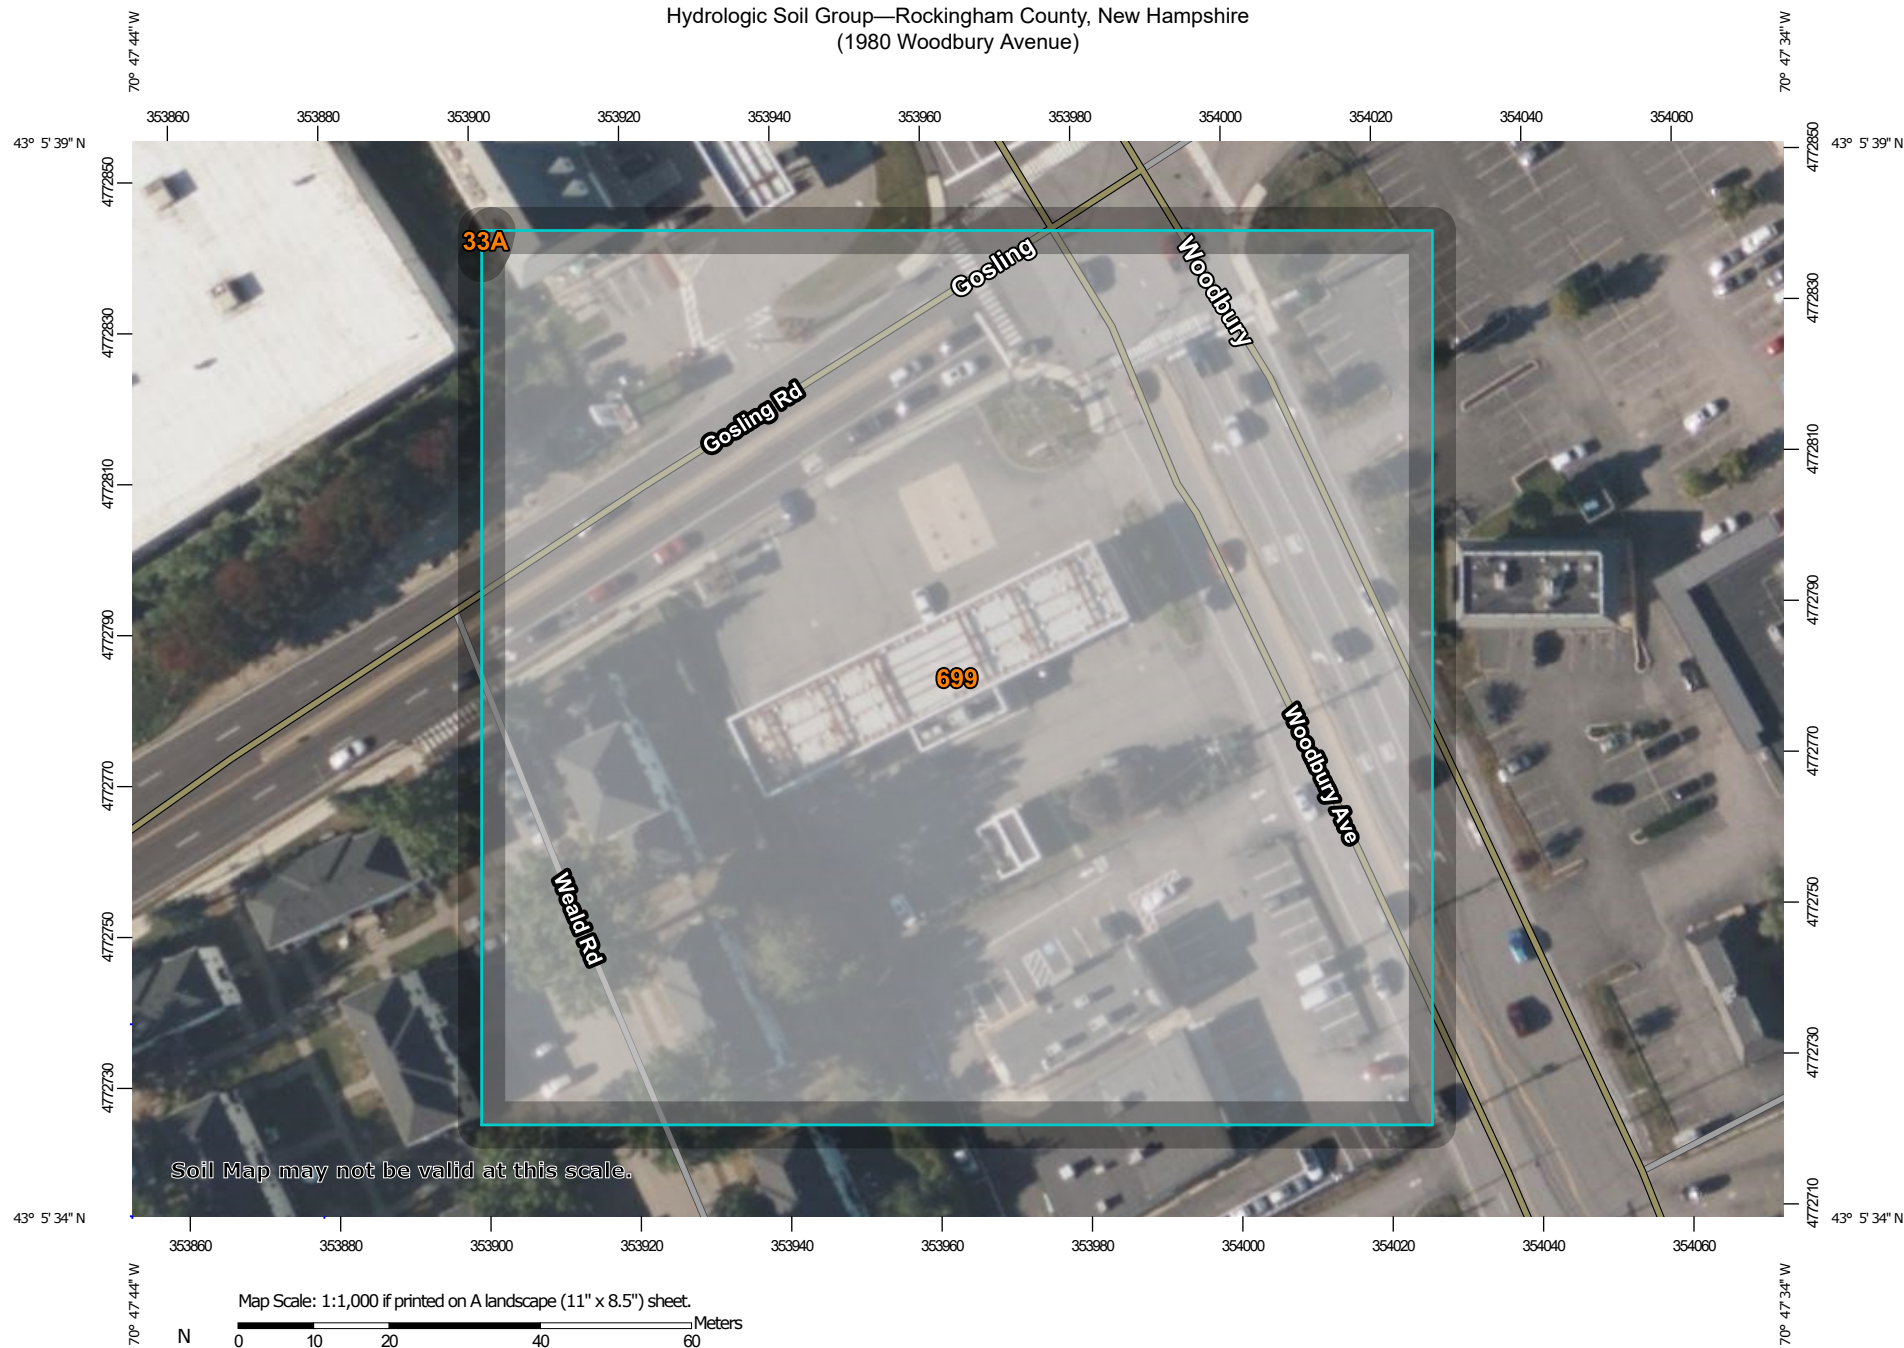 Hydrologic Soil Group—Rockingham County, New Hampshire
(1980 Woodbury Avenue)
70° 47' 44'' W
70° 47' 34'' W
353860 353880 353900 353920 353940 353960 353980 354000 354020 354040 354060
43° 5' 39'' N
43° 5' 39'' N
4772850
4772830
4772810
4772790
4772770
4772750
4772730
4772850
4772830
4772810
4772790
4772770
4772750
4772730
4772710
33A
Gosling
Woodbury
Gosling Rd
699
Woodbury Ave
Weald Rd
Soil Map may not be valid at this scale.
43° 5' 34'' N
43° 5' 34'' N
353860 353880 353900 353920 353940 353960 353980 354000 354020 354040 354060
70° 47' 44'' W
70° 47' 34'' W
Map Scale: 1:1,000 if printed on A landscape (11" x 8.5") sheet.
Meters
N
0 10 20 40 60